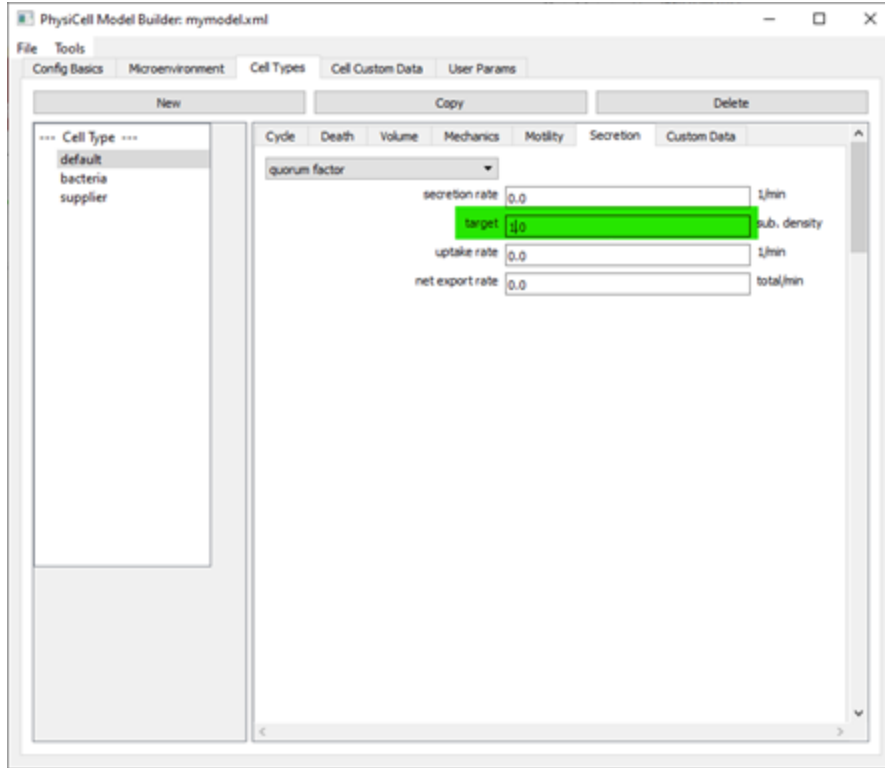 PhysiCell Model Builder: mymodel.xml
File Tools
Config Basics Microenvironment Cell Types Cell Custom Data User Params
New Copy Delete
--- Cell Type ---
default
bacteria
supplier
Cycle Death Volume Mechanics Motility Secretion Custom Data
quorum factor
secretion rate 0.0 1/min
target 1.0 sub. density
uptake rate 0.0 1/min
net export rate 0.0 total/min